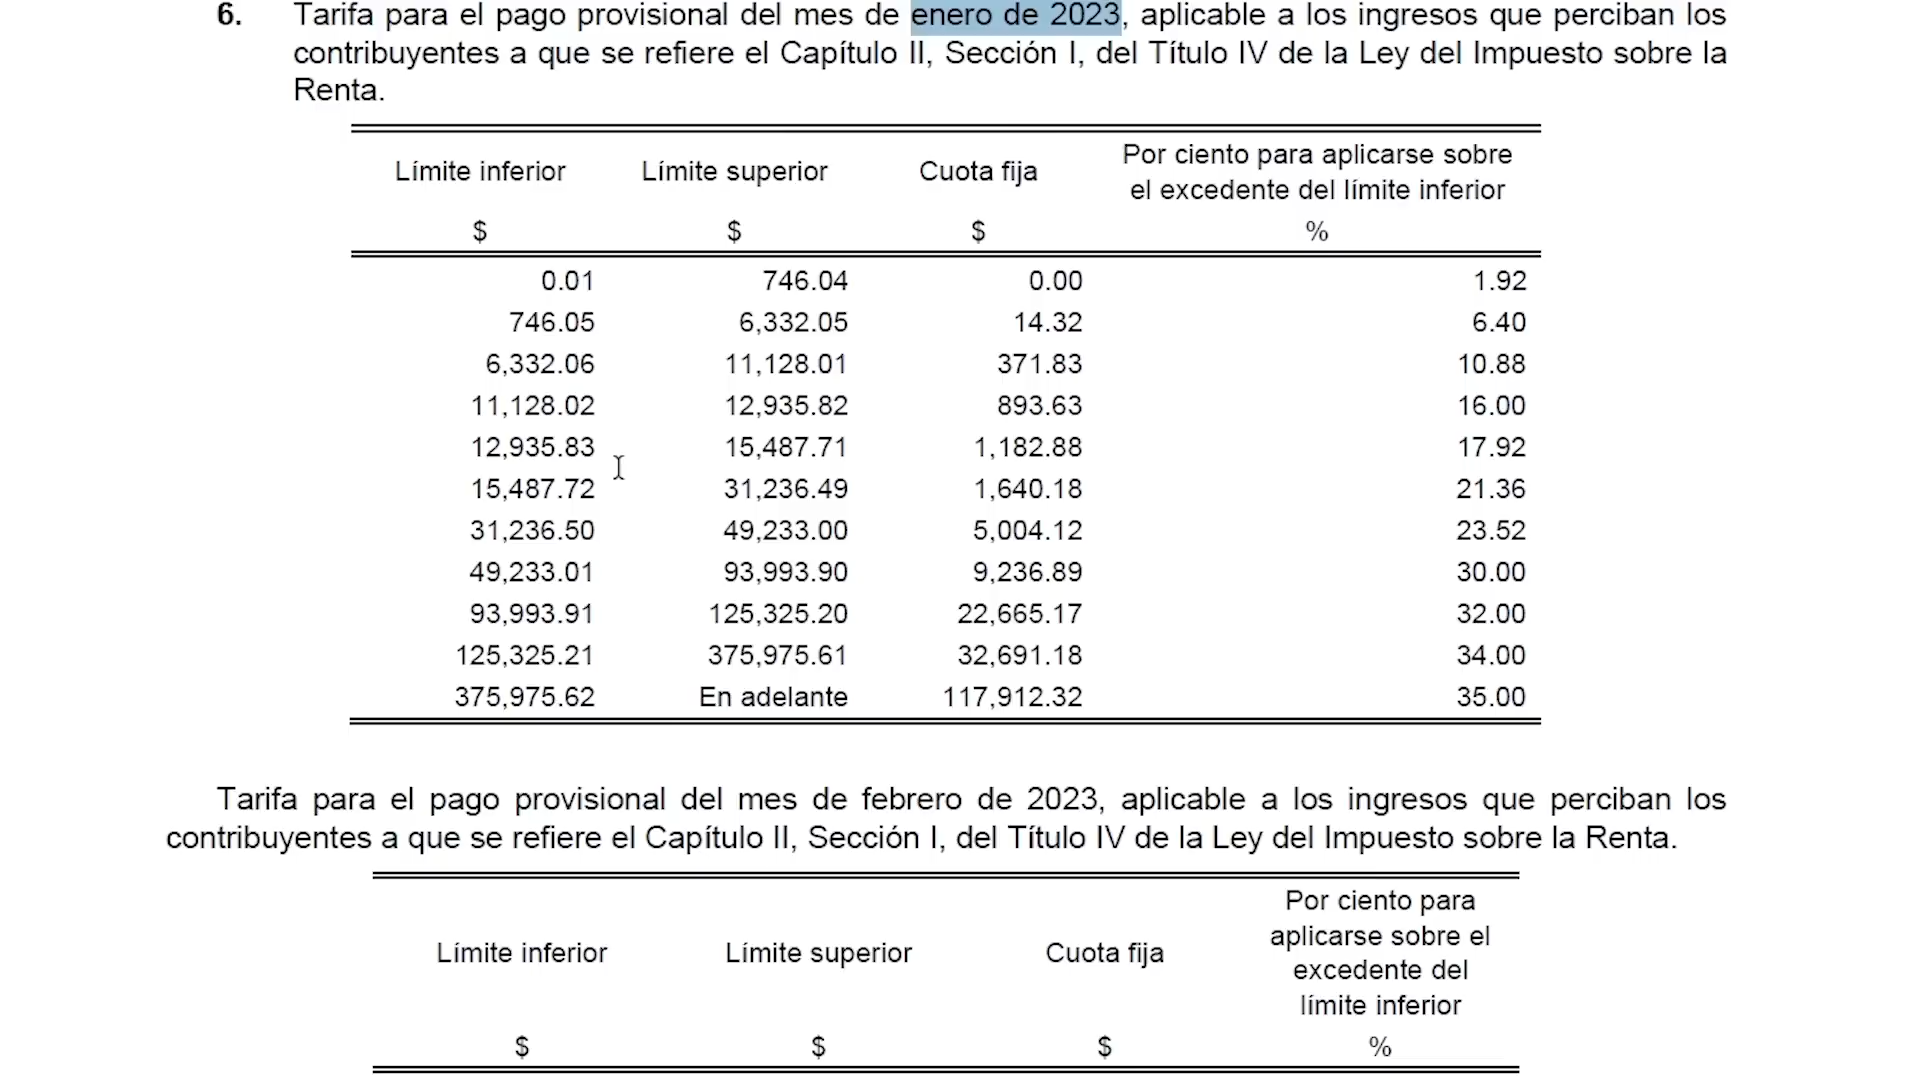 6. Tarifa para el pago provisional del mes de enero de 2023, aplicable a los ingresos que perciban los
contribuyentes a que se refiere el Capítulo II, Sección I, del Título IV de la Ley del Impuesto sobre la
Renta.
Límite inferior Límite superior Cuota fija Por ciento para aplicarse sobre
el excedente del límite inferior
$ $ $ %
0.01 746.04 0.00 1.92
746.05 6,332.05 14.32 6.40
6,332.06 11,128.01 371.83 10.88
11,128.02 12,935.82 893.63 16.00
12,935.83 15,487.71 1,182.88 17.92
15,487.72 31,236.49 1,640.18 21.36
31,236.50 49,233.00 5,004.12 23.52
49,233.01 93,993.90 9,236.89 30.00
93,993.91 125,325.20 22,665.17 32.00
125,325.21 375,975.61 32,691.18 34.00
375,975.62 En adelante 117,912.32 35.00
Tarifa para el pago provisional del mes de febrero de 2023, aplicable a los ingresos que perciban los
contribuyentes a que se refiere el Capítulo II, Sección I, del Título IV de la Ley del Impuesto sobre la Renta.
Límite inferior Límite superior Cuota fija Por ciento para
aplicarse sobre el
excedente del
límite inferior
$ $ $ %